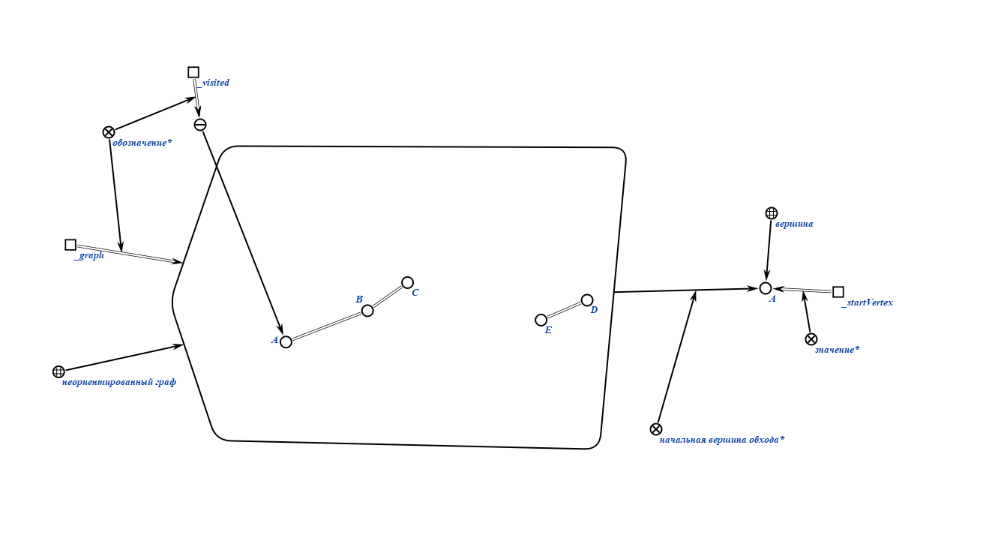 _visited
обозначение*
вершина
_graph
C
B
A
_startVertex
D
E
A
значение*
неориентированный граф
начальная вершина обхода*